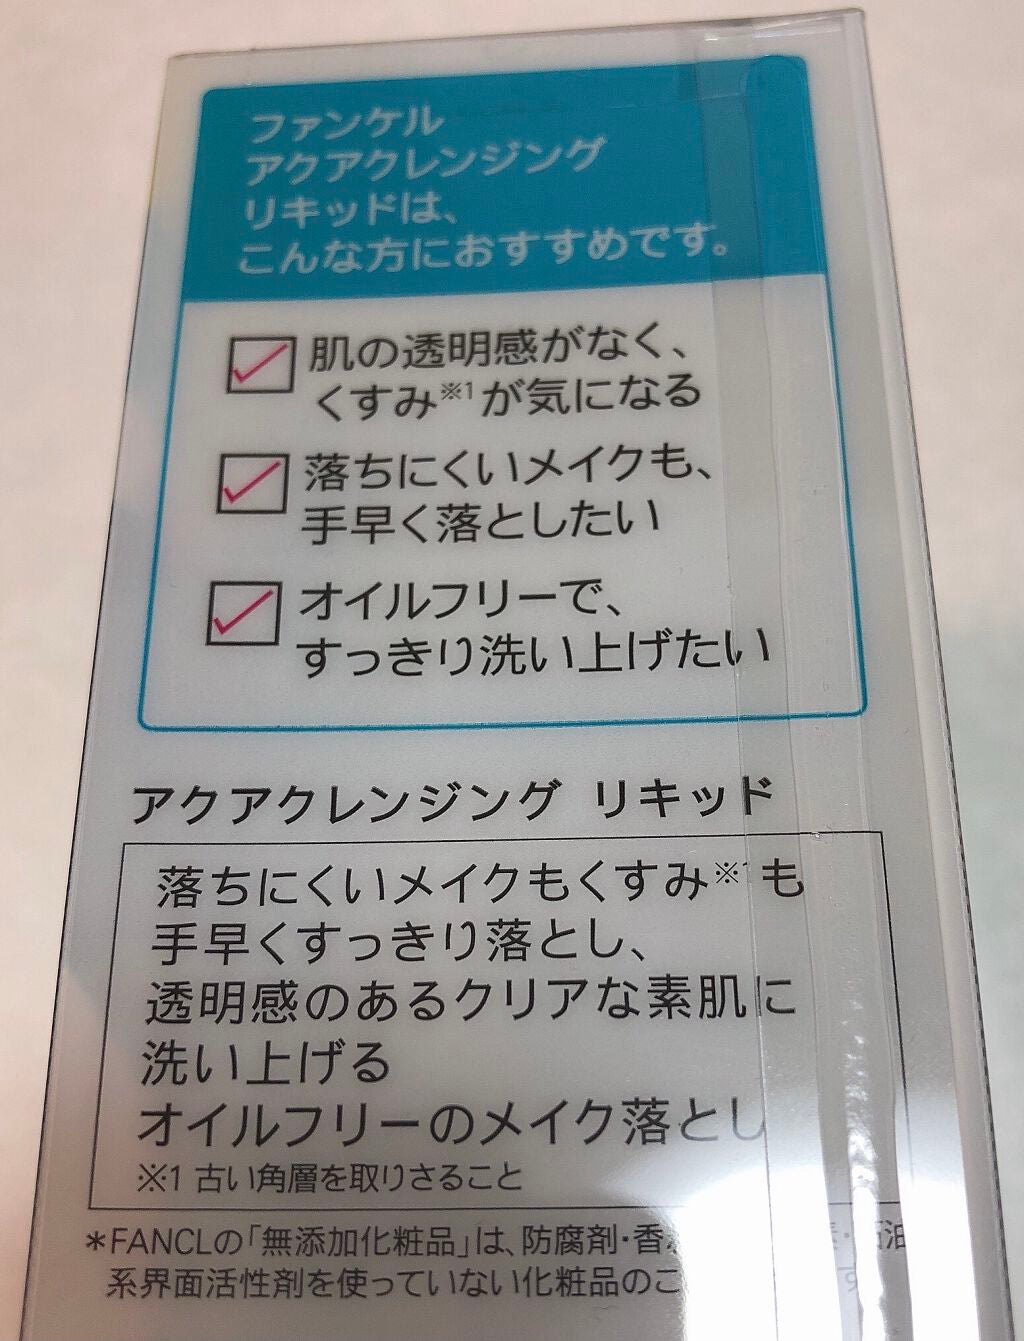 ファンケル
アクアクレンジング
リキッドは、
こんな方におすすめです。
肌の透明感がなく、
くすみ※1が気になる
落ちにくいメイクも、
手早く落としたい
オイルフリーで、
すっきり洗い上げたい
アクアクレンジング リキッド
落ちにくいメイクもくすみ※1も
手早くすっきり落とし、
透明感のあるクリアな素肌に
洗い上げる
オイルフリーのメイク落とし
※1 古い角層を取りさること
*FANCLの「無添加化粧品」は、防腐剤・香 ・石油
系界面活性剤を使っていない化粧品のこ す